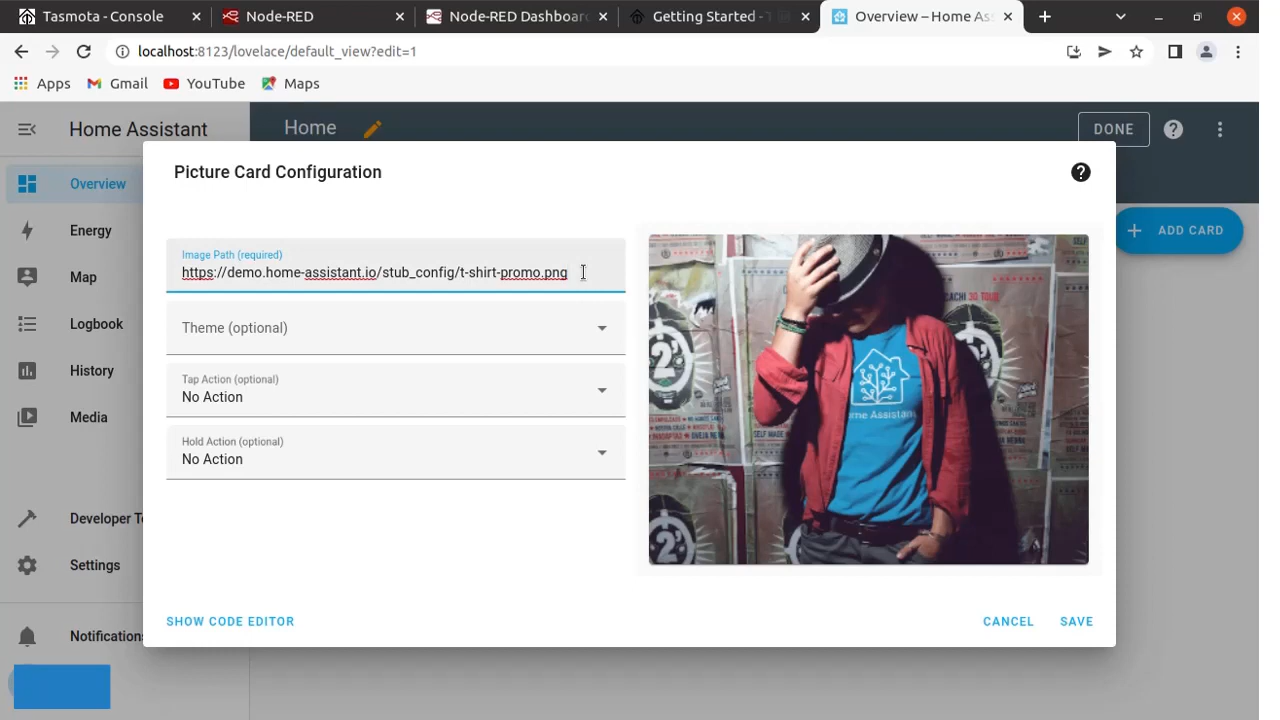 Tasmota - Console
Node-RED
Node-RED Dashboar
Getting Started - T
Overview – Home As
localhost:8123/lovelace/default_view?edit=1
Apps
Gmail
YouTube
Maps
Home Assistant
Home
DONE
Overview
Energy
Map
Logbook
History
Media
Developer To
Settings
Notifications
ADD CARD
Picture Card Configuration
Image Path (required)
https://demo.home-assistant.io/stub_config/t-shirt-promo.png
Theme (optional)
Tap Action (optional)
No Action
Hold Action (optional)
No Action
ome Assistant
SHOW CODE EDITOR
CANCEL
SAVE